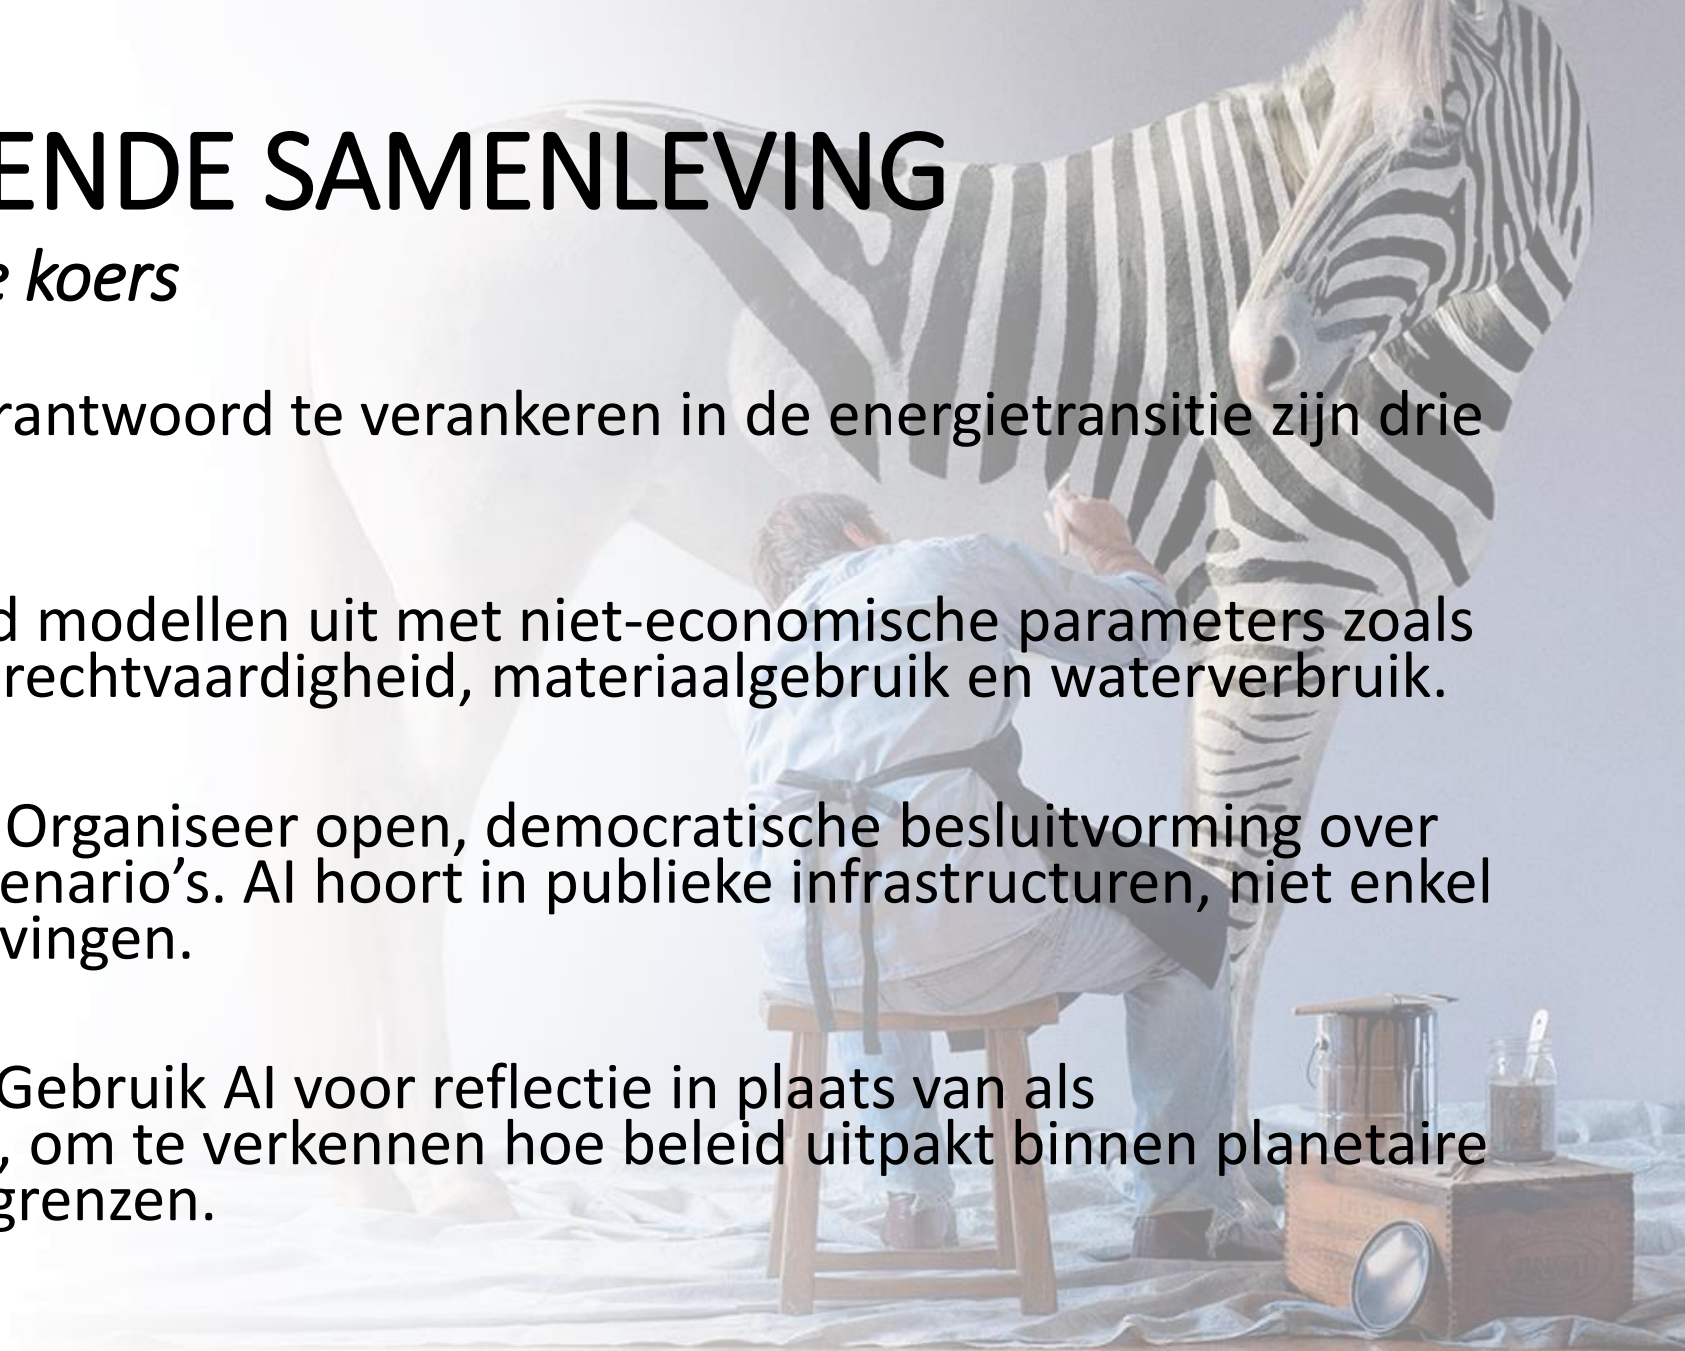 ENDE SAMENLEVING
e koers
rantwoord te verankeren in de energietransitie zijn drie
d modellen uit met niet-economische parameters zoals
rechtvaardigheid, materiaalgebruik en waterverbruik.
Organiseer open, democratische besluitvorming over
enario’s. AI hoort in publieke infrastructuren, niet enkel
vingen.
Gebruik AI voor reflectie in plaats van als
, om te verkennen hoe beleid uitpakt binnen planetaire
grenzen.